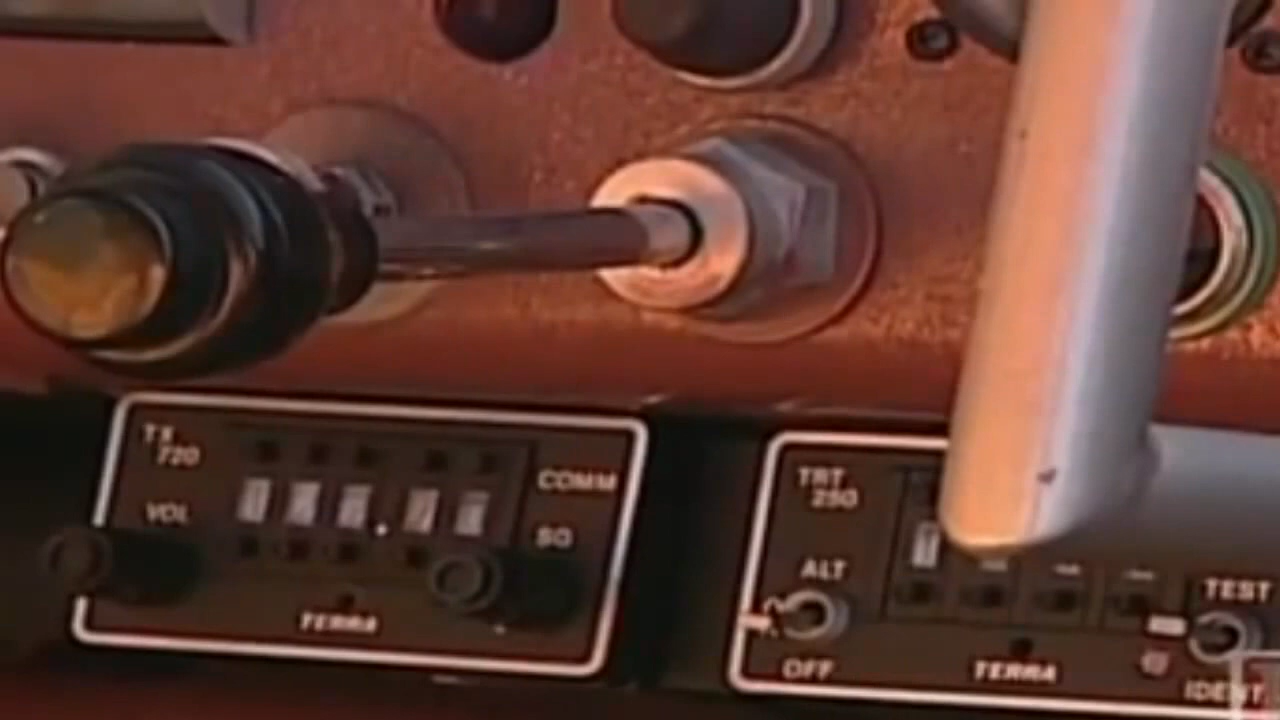 TX
720
COMM
VOL
SQ
TERRA
TRT
250
ALT
OFF
TERRA
TEST
IDENT